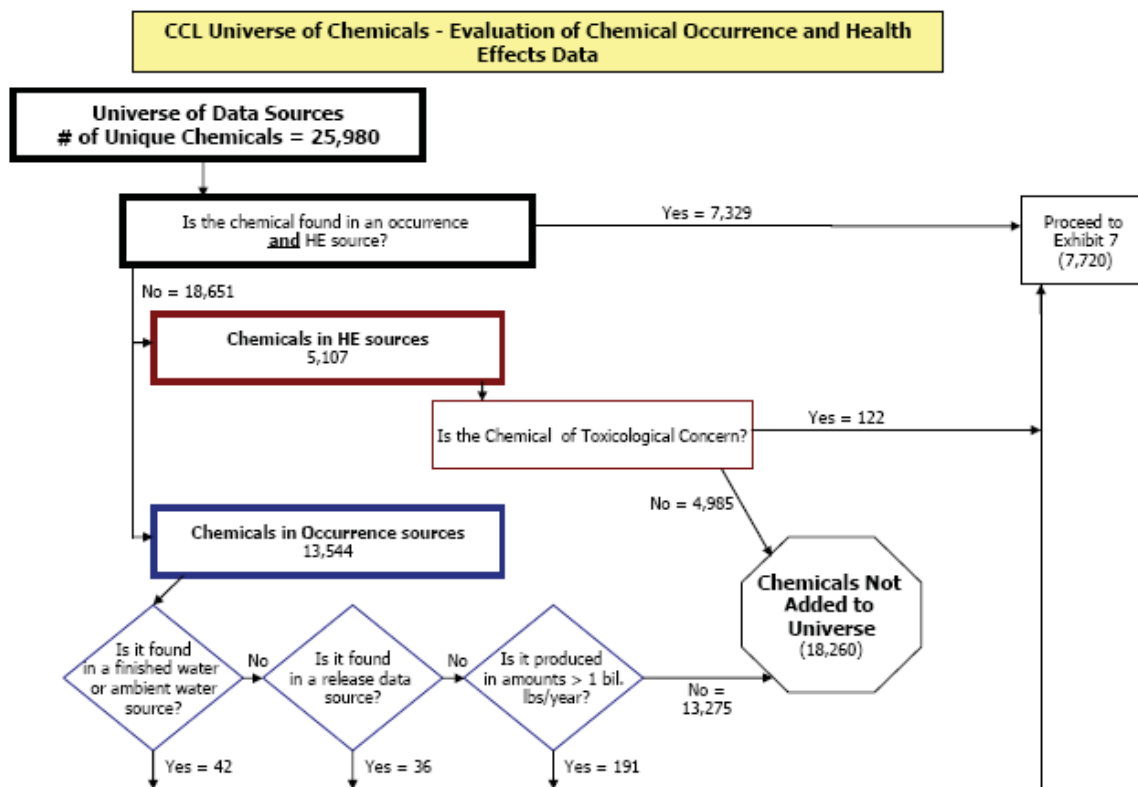 CCL Universe of Chemicals - Evaluation of Chemical Occurrence and Health
Effects Data
Universe of Data Sources
# of Unique Chemicals = 25,980
Is the chemical found in an occurrence
and HE source?
Yes = 7,329
Proceed to
Exhibit 7
(7,720)
No = 18,651
Chemicals in HE sources
5,107
Is the Chemical of Toxicological Concern?
Yes = 122
No = 4,985
Chemicals in Occurrence sources
13,544
Chemicals Not
Added to
Universe
(18,260)
Is it found
in a finished water
or ambient water
source?
No
Is it found
in a release data
source?
No
Is it produced
in amounts > 1 bil.
lbs/year?
No =
13,275
Yes = 42
Yes = 36
Yes = 191